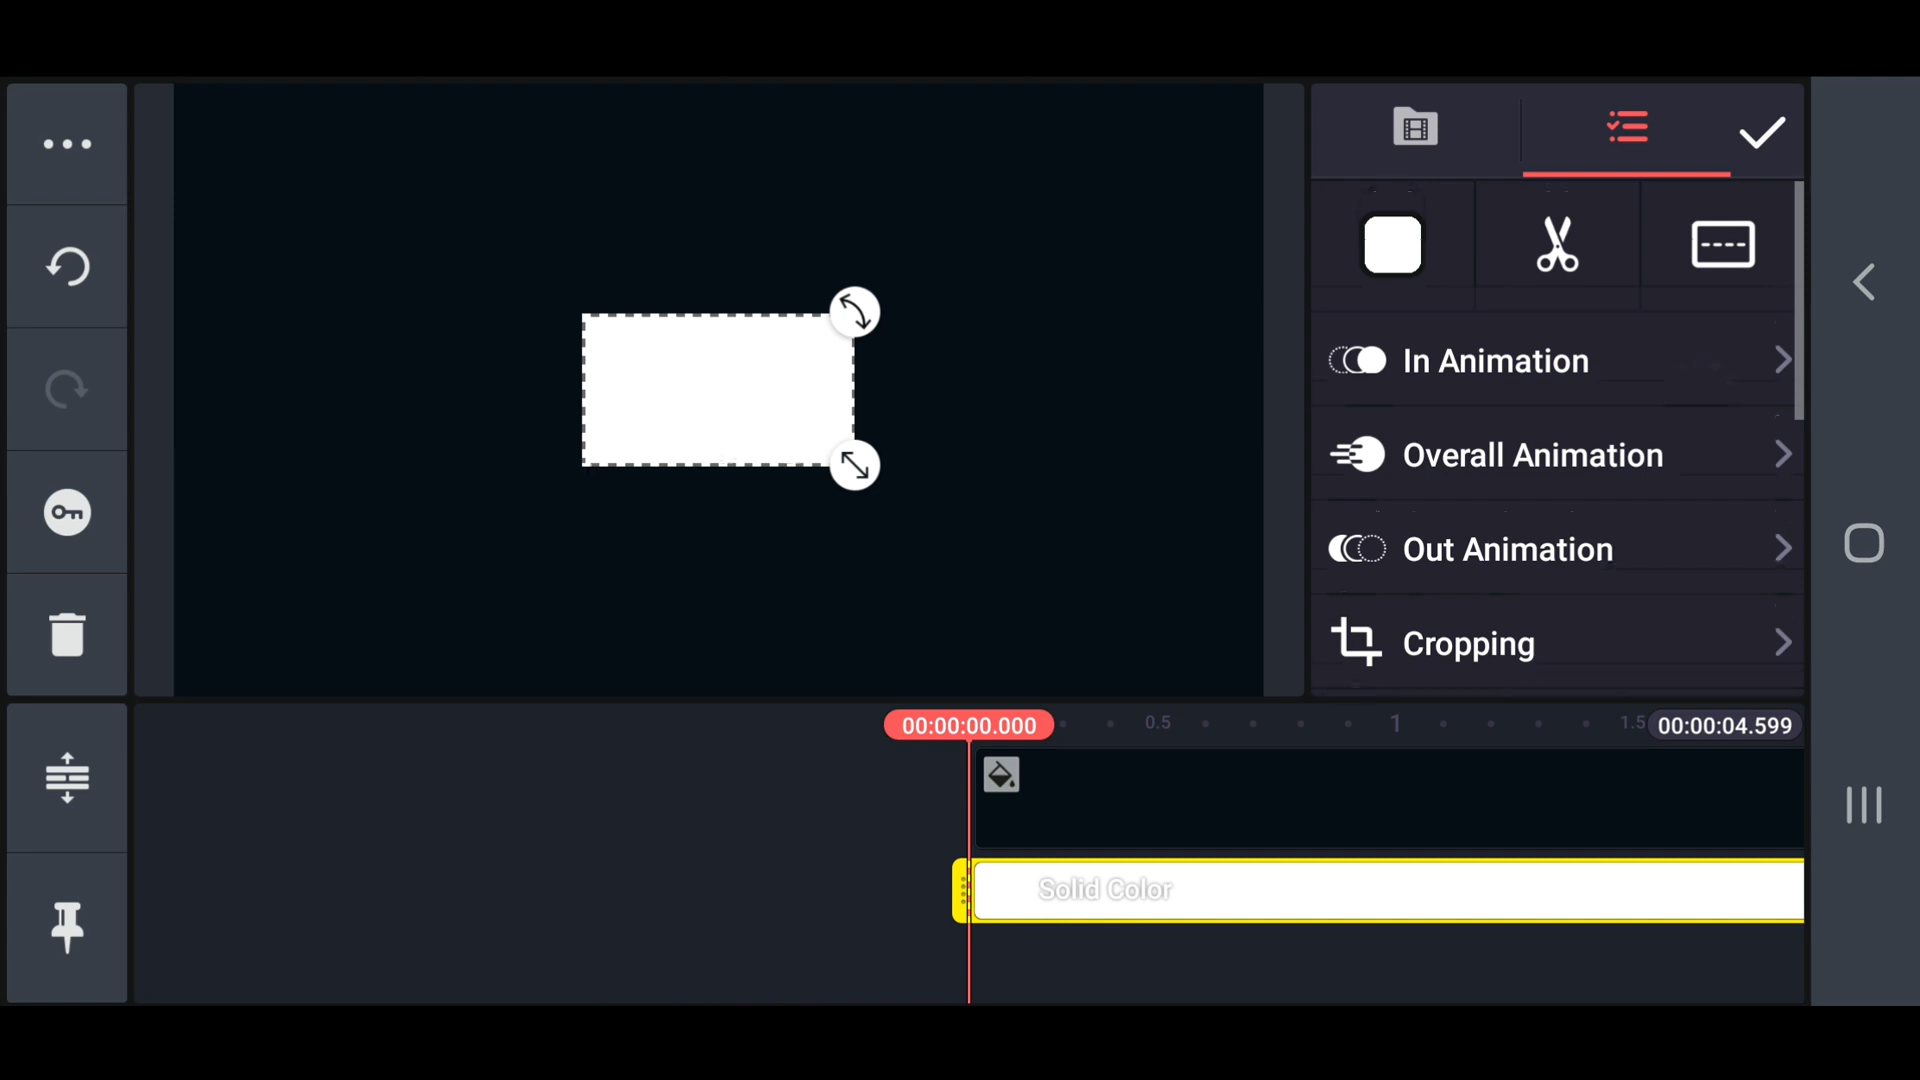 In Animation
Overall Animation
Out Animation
Cropping
00:00:00.000
0.5
1
1.5
00:00:04.599
Solid Color